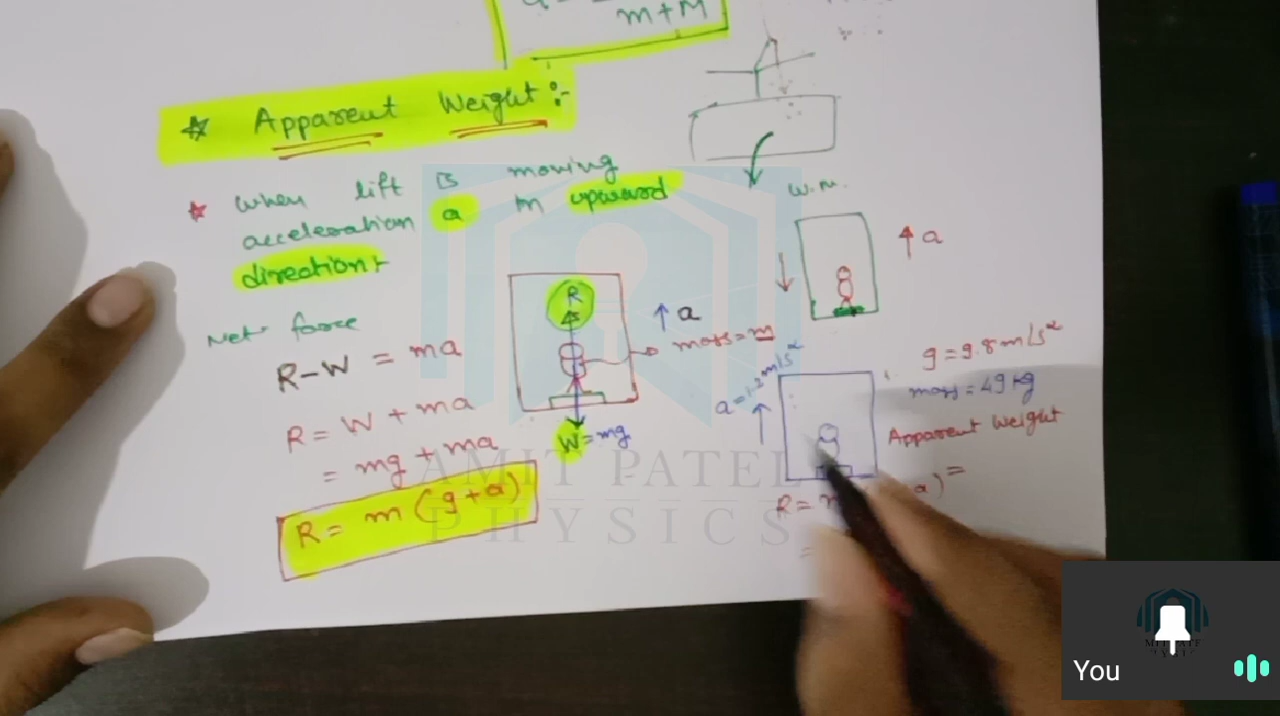 m+M
☆ Apparent Weight :-
☆ when lift is moving
acceleration a in upward
direction+
Net force
R-W = ma
R = W + ma
= mg + ma
R = m (g+a)
R
↑ a
mass = m
W = mg
W.M.
↑ a
g = 9.8 m/s²
mass = 49 kg
a = 1.2 m/s²
Apparent Weight
=
R =
a)
=
AMIT PATEL
PHYSICS
You